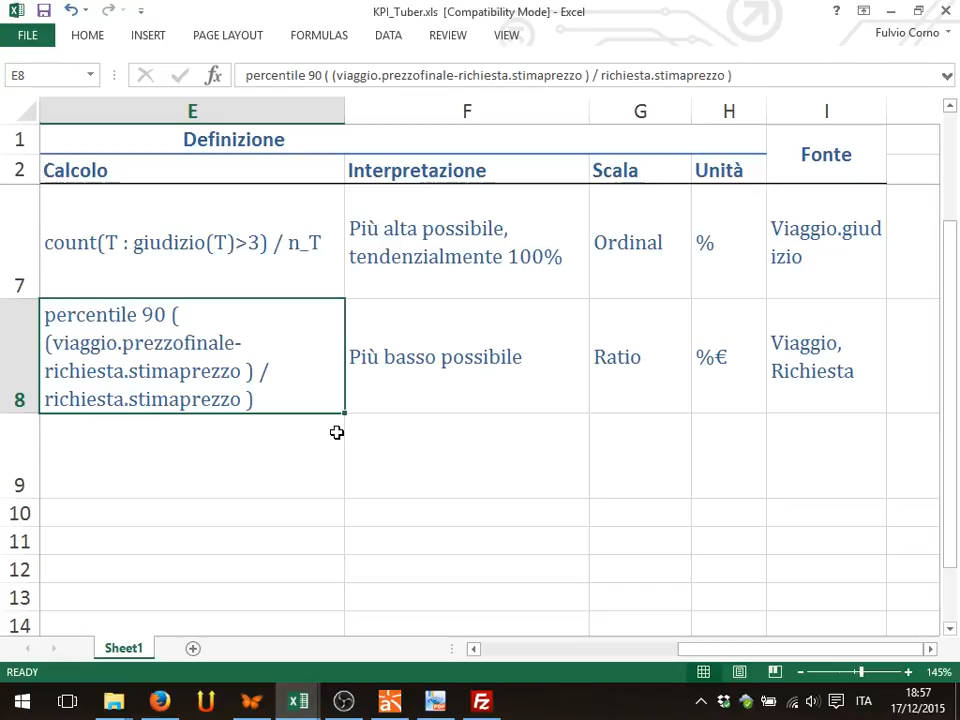 KPI_Tuber.xls [Compatibility Mode] - Excel
?
FILE
HOME
INSERT
PAGE LAYOUT
FORMULAS
DATA
REVIEW
VIEW
Fulvio Corno
E8
fx
percentile 90 ( (viaggio.prezzofinale-richiesta.stimaprezzo ) / richiesta.stimaprezzo )
E
F
G
H
I
1
Definizione
Fonte
2
Calcolo
Interpretazione
Scala
Unità
7
count(T : giudizio(T)>3) / n_T
Più alta possibile,
tendenzialmente 100%
Ordinal
%
Viaggio.giud
izio
8
percentile 90 (
(viaggio.prezzofinale-
richiesta.stimaprezzo ) /
richiesta.stimaprezzo )
Più basso possibile
Ratio
%€
Viaggio,
Richiesta
9
10
11
12
13
14
Sheet1
READY
145%
ITA
18:57
17/12/2015